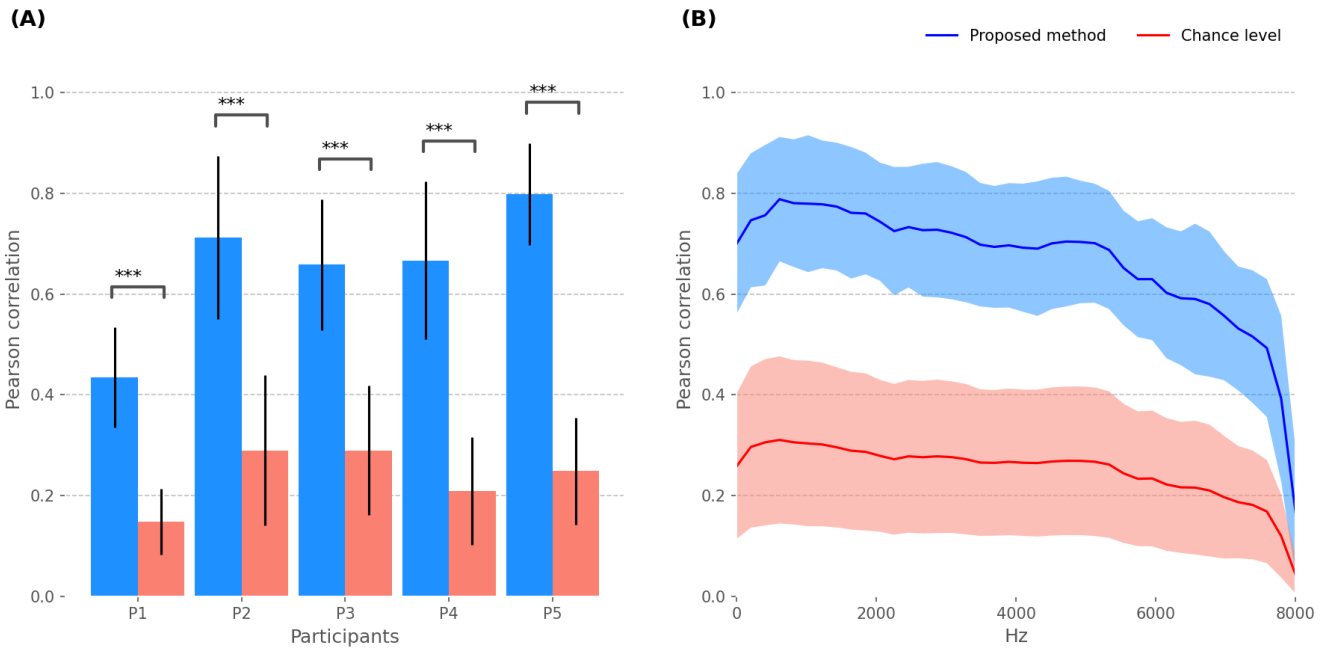 (A)
Pearson correlation
1.0
0.8
0.6
0.4
0.2
0.0
***
***
***
***
***
P1 P2 P3 P4 P5
Participants
(B)
Proposed method Chance level
Pearson correlation
1.0
0.8
0.6
0.4
0.2
0.0
0 2000 4000 6000 8000
Hz